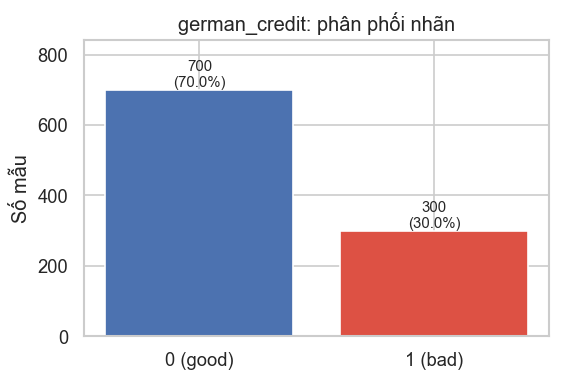 german_credit: phân phối nhãn
Số mẫu
800
600
400
200
0
700
(70.0%)
300
(30.0%)
0 (good)
1 (bad)